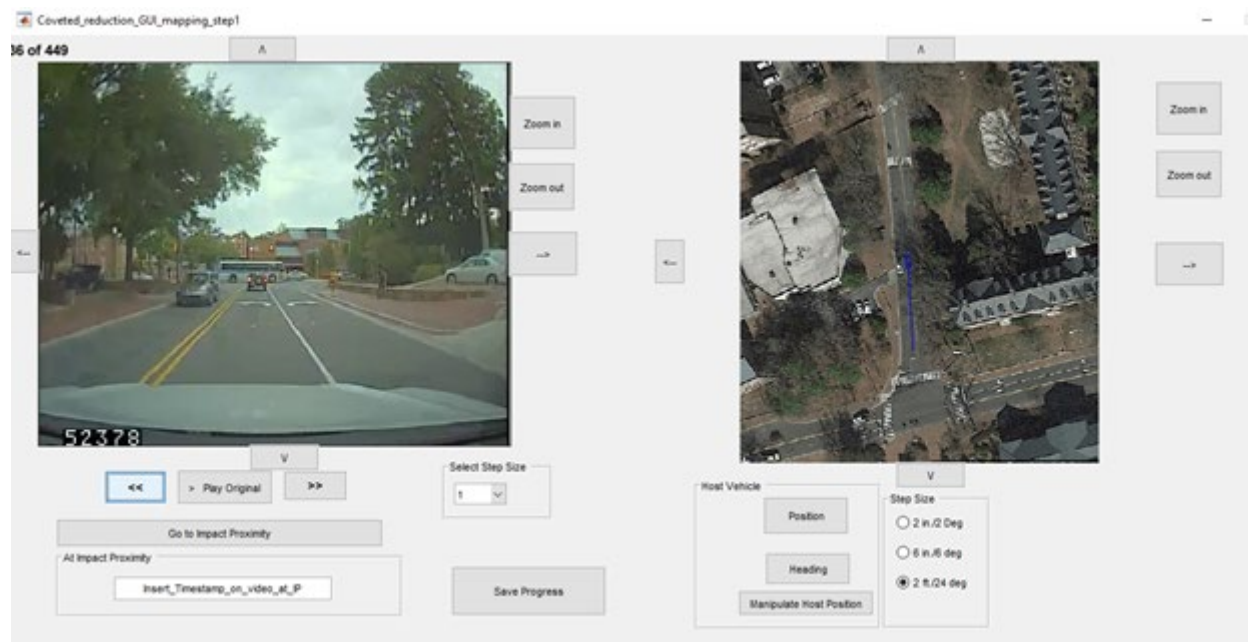 Coveted_reduction_GUI_mapping_step1
36 of 449
Λ
Λ
Zoom in
Zoom out
-->
<--
Zoom in
Zoom out
-->
<--
52378
V
V
<<
> Play Original
>>
Select Step Size
1
Go to Impact Proximity
At Impact Proximity
Insert_Timestamp_on_video_at_IP
Save Progress
Host Vehicle
Position
Heading
Manipulate Host Position
Step Size
2 in./2 Deg
6 in./6 deg
2 ft./24 deg